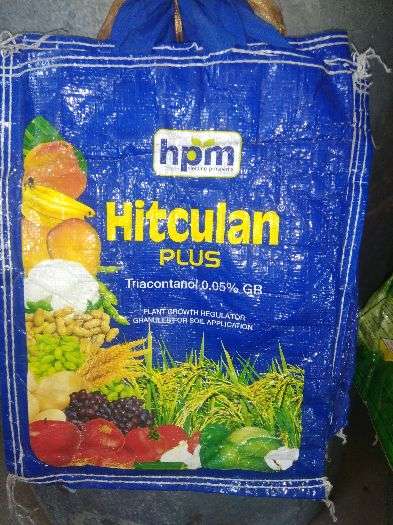 hpm
Hitculan
PLUS
Triacontanol 0.05% GR
PLANT GROWTH REGULATOR
GRANULES FOR SOIL APPLICATION